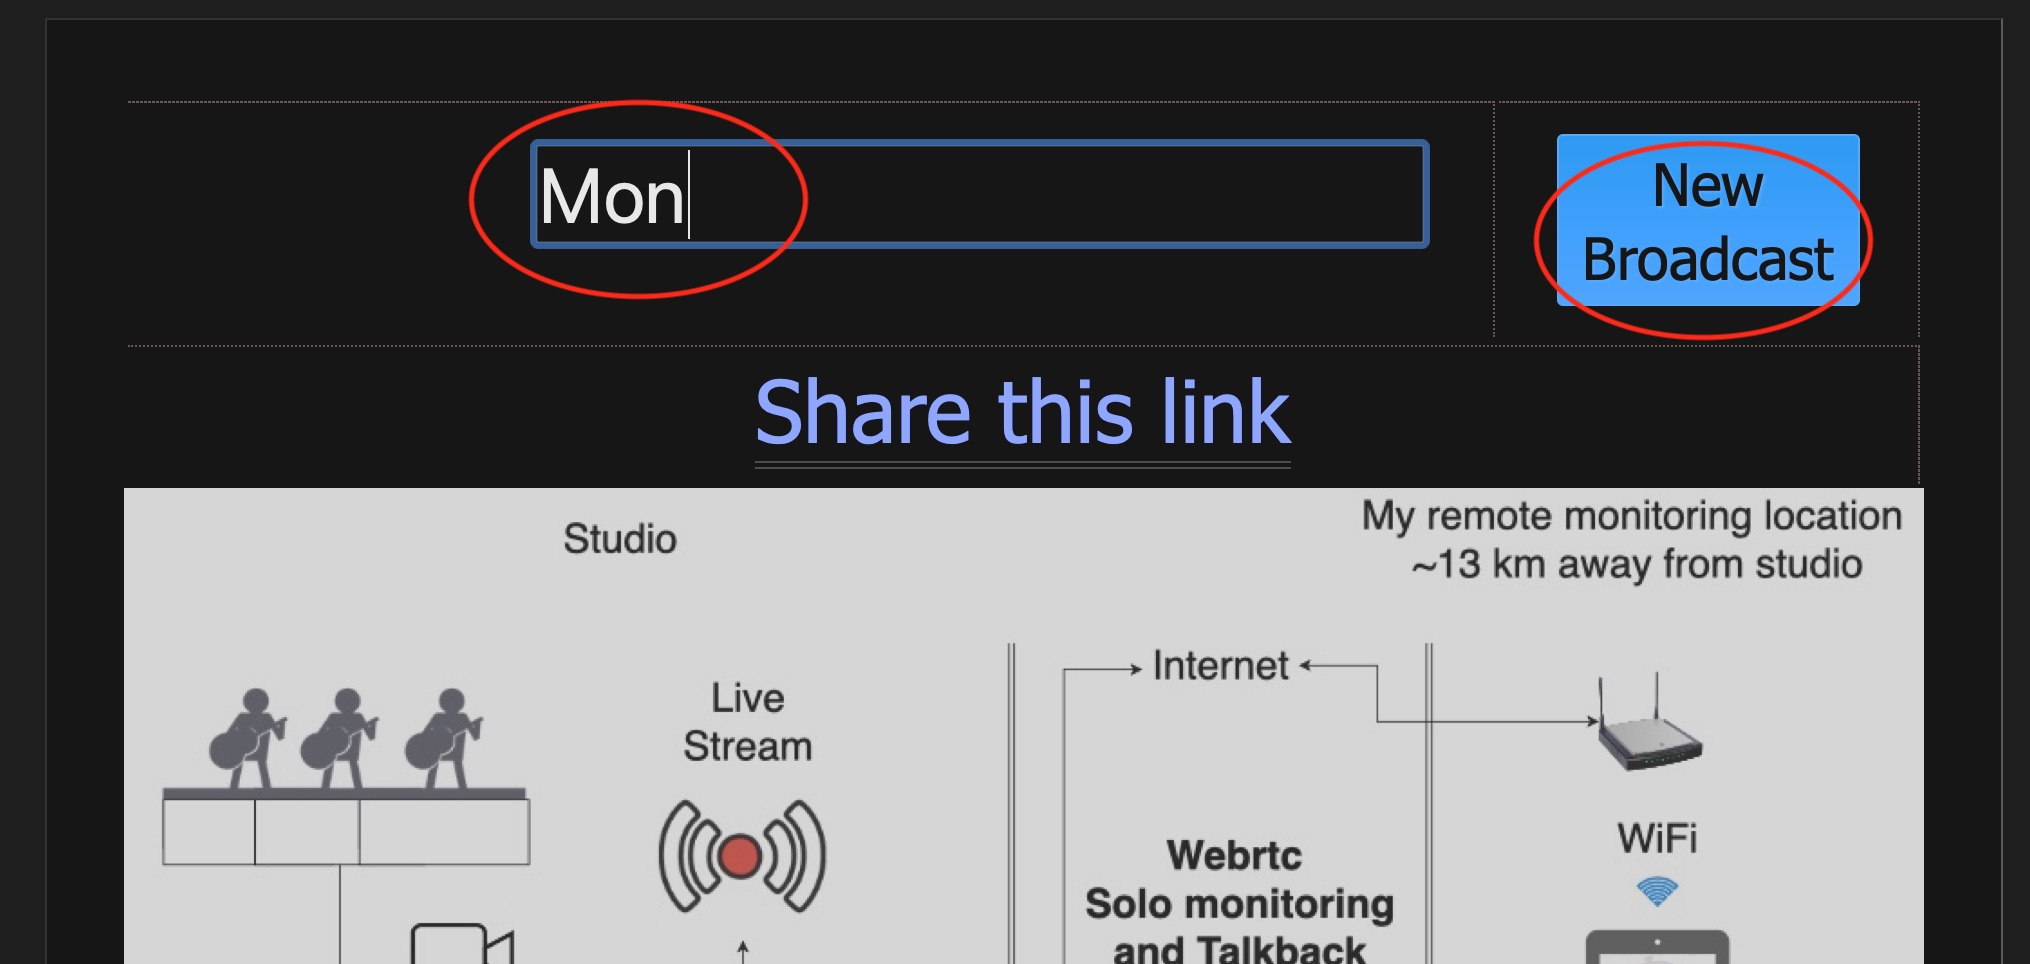 Mon
New
Broadcast
Share this link
Studio
My remote monitoring location
~13 km away from studio
Internet
Live
Stream
WiFi
Webrtc
Solo monitoring
and Talkback